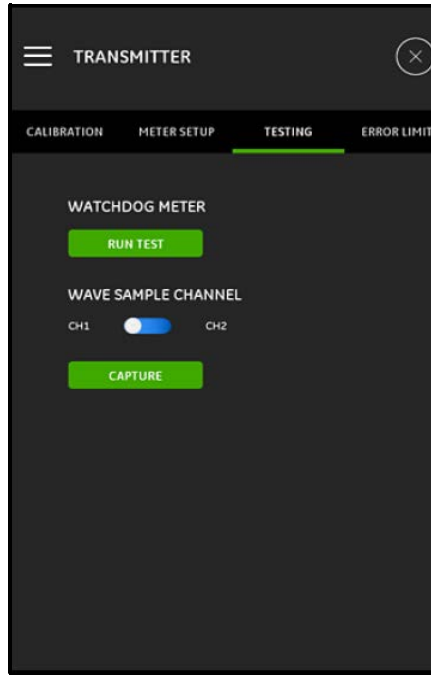 TRANSMITTER
CALIBRATION METER SETUP TESTING ERROR LIMIT
WATCHDOG METER
RUN TEST
WAVE SAMPLE CHANNEL
CH1 CH2
CAPTURE